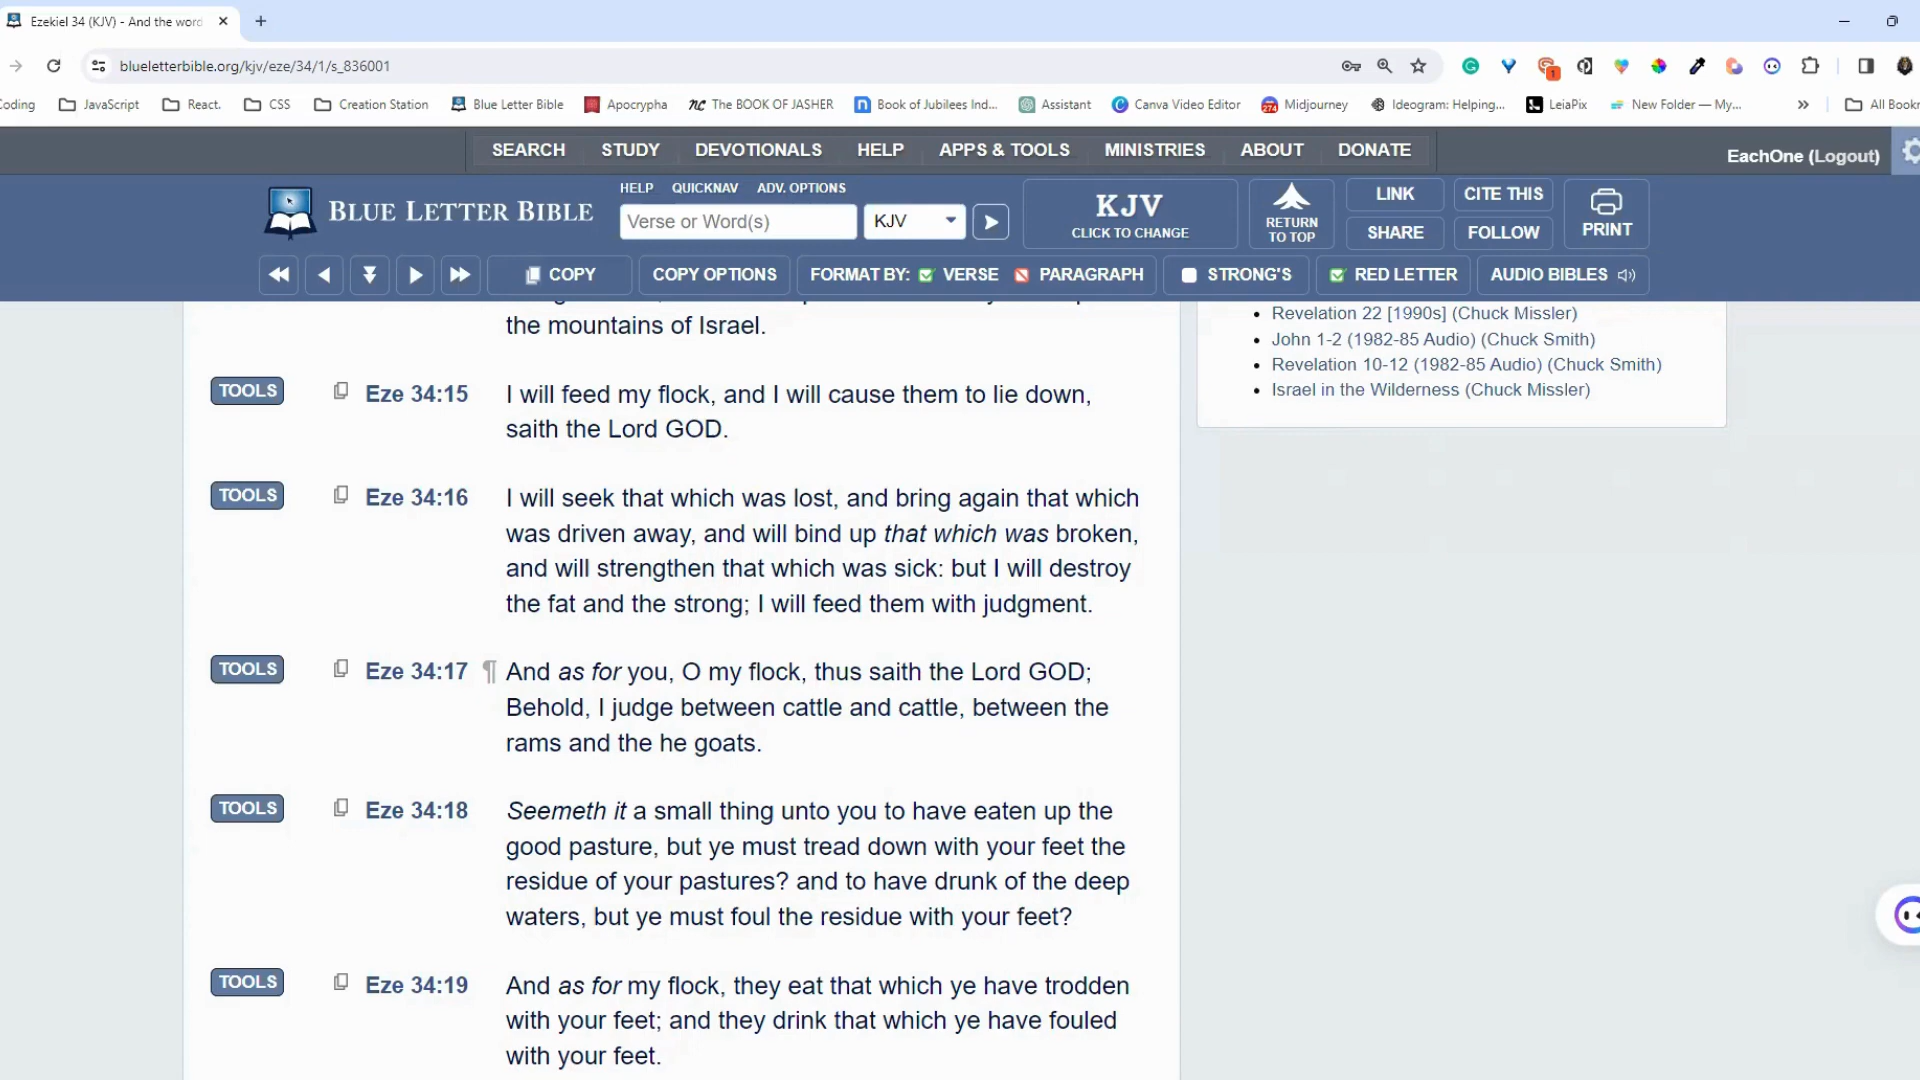 Ezekiel 34 (KJV) - And the word
blueletterbible.org/kjv/eze/34/1/s_836001
Coding JavaScript React. CSS Creation Station Blue Letter Bible Apocrypha The BOOK OF JASHER Book of Jubilees Ind... Assistant Canva Video Editor Midjourney Ideogram: Helping... LeiaPix New Folder — My... » All Bookr
SEARCH STUDY DEVOTIONALS HELP APPS & TOOLS MINISTRIES ABOUT DONATE EachOne (Logout)
HELP QUICKNAV ADV. OPTIONS
BLUE LETTER BIBLE Verse or Word(s) KJV
KJV
CLICK TO CHANGE
RETURN
TO TOP
LINK CITE THIS
SHARE FOLLOW
PRINT
COPY COPY OPTIONS FORMAT BY: VERSE PARAGRAPH STRONG'S RED LETTER AUDIO BIBLES
the mountains of Israel.
TOOLS Eze 34:15 I will feed my flock, and I will cause them to lie down,
saith the Lord GOD.
TOOLS Eze 34:16 I will seek that which was lost, and bring again that which
was driven away, and will bind up that which was broken,
and will strengthen that which was sick: but I will destroy
the fat and the strong; I will feed them with judgment.
TOOLS Eze 34:17 ¶ And as for you, O my flock, thus saith the Lord GOD;
Behold, I judge between cattle and cattle, between the
rams and the he goats.
TOOLS Eze 34:18 Seemeth it a small thing unto you to have eaten up the
good pasture, but ye must tread down with your feet the
residue of your pastures? and to have drunk of the deep
waters, but ye must foul the residue with your feet?
TOOLS Eze 34:19 And as for my flock, they eat that which ye have trodden
with your feet; and they drink that which ye have fouled
with your feet.
Revelation 22 [1990s] (Chuck Missler)
John 1-2 (1982-85 Audio) (Chuck Smith)
Revelation 10-12 (1982-85 Audio) (Chuck Smith)
Israel in the Wilderness (Chuck Missler)